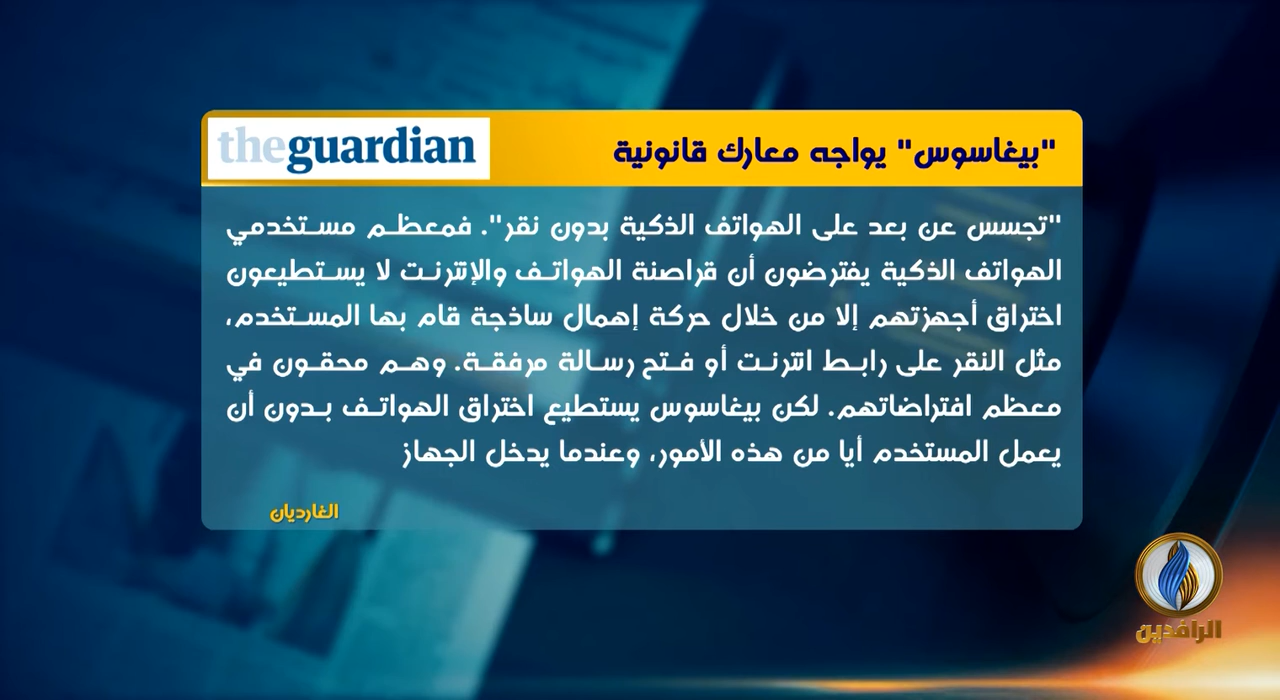 theguardian
"بيغاسوس" يواجه معارك قانونية
"تجسس عن بعد على الهواتف الذكية بدون نقر". فمعظم مستخدمي
الهواتف الذكية يفترضون أن قراصنة الهواتف والإنترنت لا يستطيعون
اختراق أجهزتهم إلا من خلال حركة إهمال ساذجة قام بها المستخدم،
مثل النقر على رابط انترنت أو فتح رسالة مرفقة. وهم محقون في
معظم افتراضاتهم. لكن بيغاسوس يستطيع اختراق الهواتف بدون أن
يعمل المستخدم أيا من هذه الأمور، وعندما يدخل الجهاز
الغارديان
الرافدين